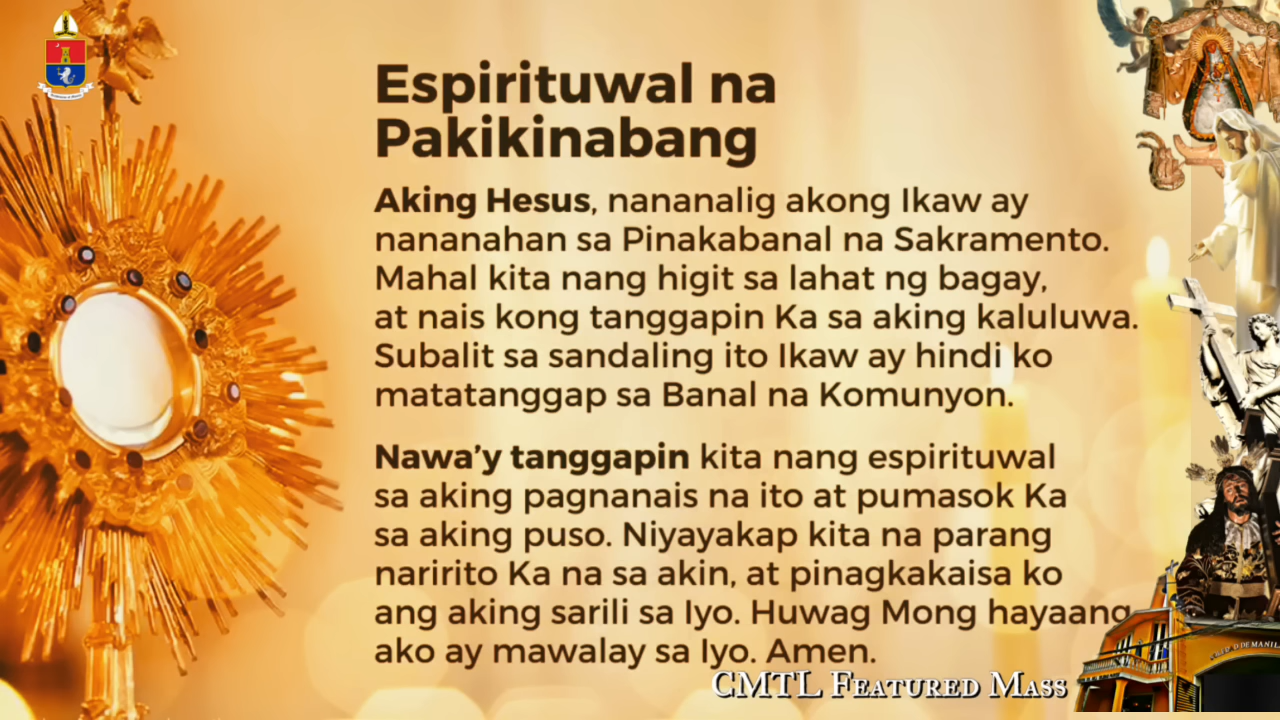 Espirituwal na
Pakikinabang
Aking Hesus, nananalig akong Ikaw ay
nananahan sa Pinakabanal na Sakramento.
Mahal kita nang higit sa lahat ng bagay,
at nais kong tanggapin Ka sa aking kaluluwa.
Subalit sa sandaling ito Ikaw ay hindi ko
matatanggap sa Banal na Komunyon.
Nawa'y tanggapin kita nang espirituwal
sa aking pagnanais na ito at pumasok Ka
sa aking puso. Niyayakap kita na parang
naririto Ka na sa akin, at pinagkakaisa ko
ang aking sarili sa Iyo. Huwag Mong hayaang
ako ay mawalay sa Iyo. Amen.
CMTL Featured Mass